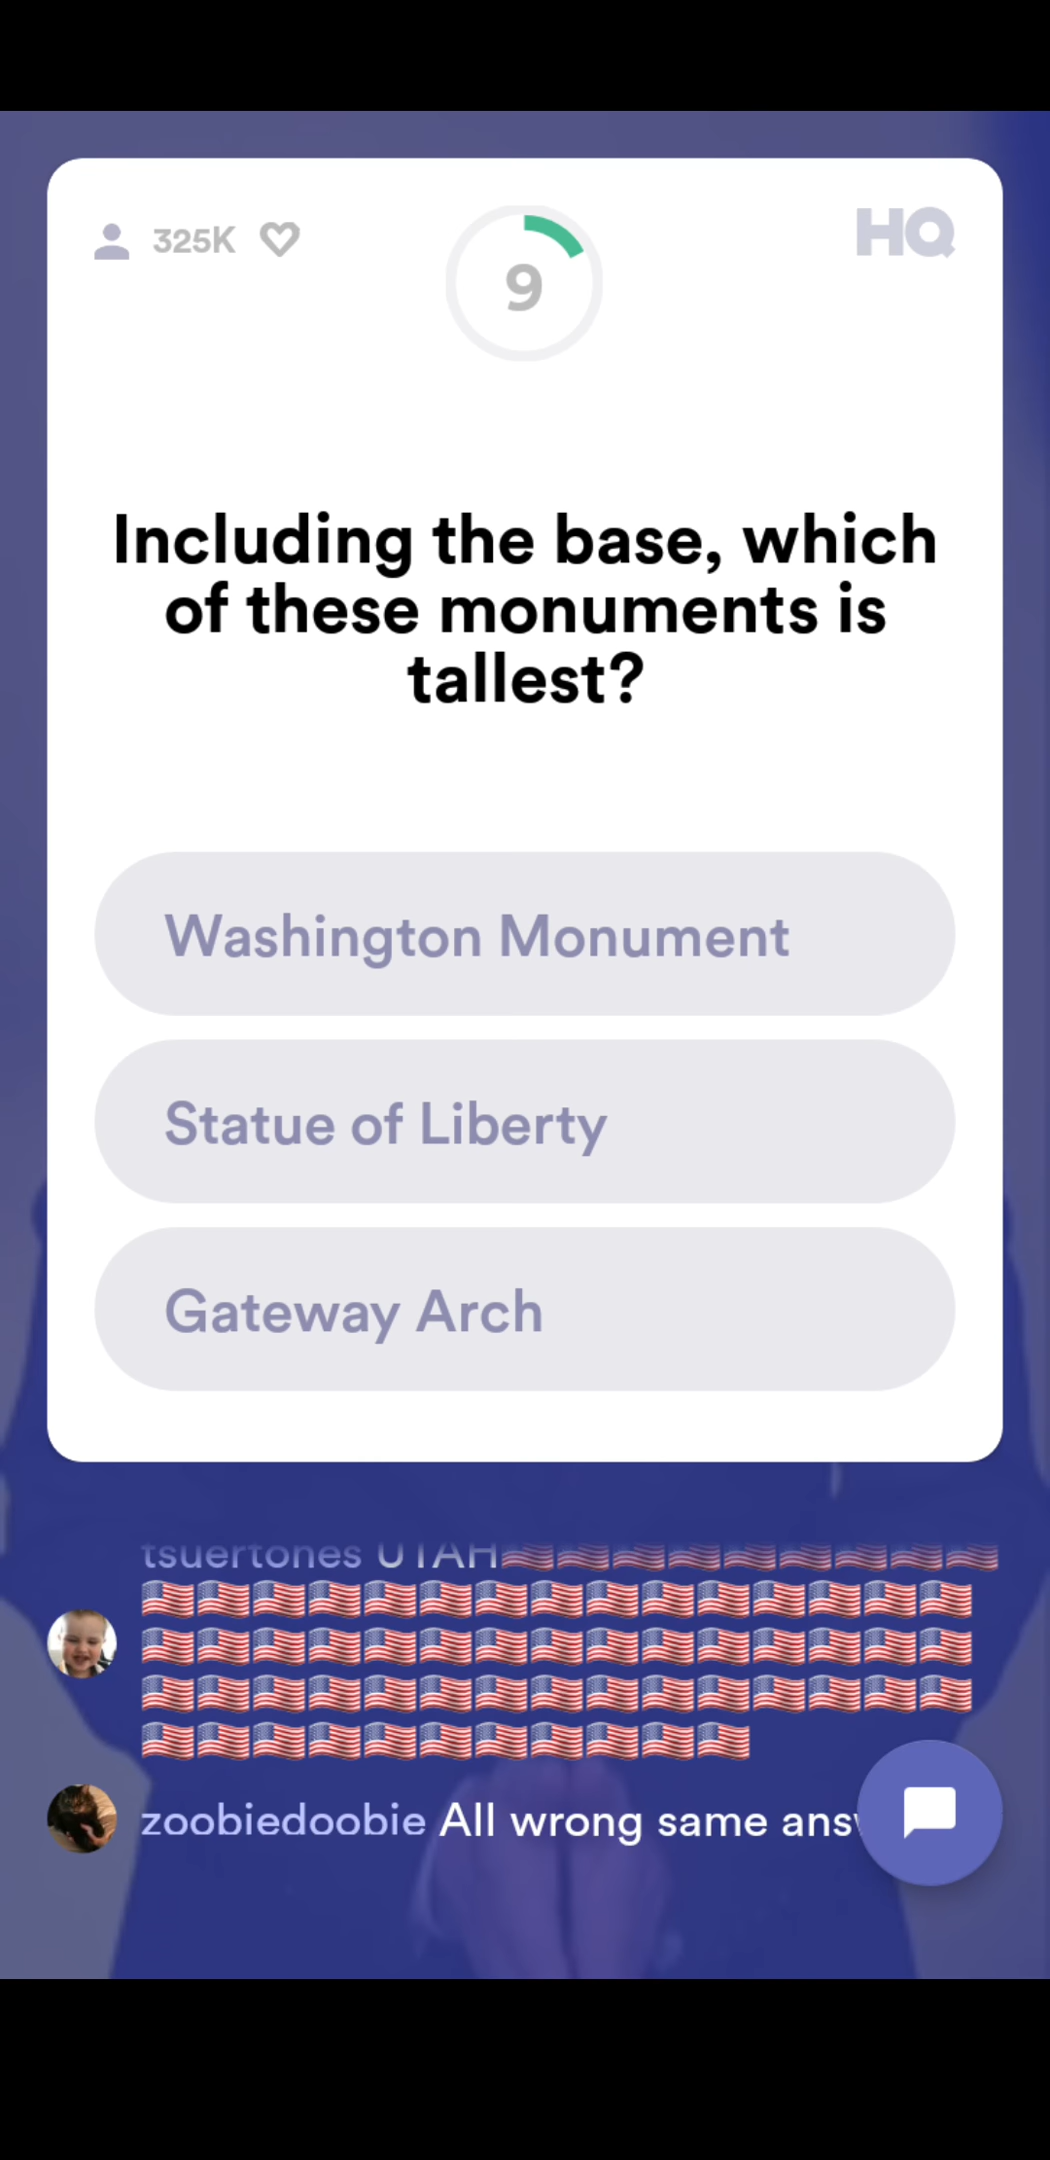 325K
9
HQ
Including the base, which
of these monuments is
tallest?
Washington Monument
Statue of Liberty
Gateway Arch
tsuertones UTAH🇺🇸🇺🇸🇺🇸🇺🇸🇺🇸🇺🇸🇺🇸🇺🇸🇺🇸
🇺🇸🇺🇸🇺🇸🇺🇸🇺🇸🇺🇸🇺🇸🇺🇸🇺🇸🇺🇸🇺🇸🇺🇸🇺🇸🇺🇸🇺🇸
🇺🇸🇺🇸🇺🇸🇺🇸🇺🇸🇺🇸🇺🇸🇺🇸🇺🇸🇺🇸🇺🇸🇺🇸🇺🇸🇺🇸🇺🇸
🇺🇸🇺🇸🇺🇸🇺🇸🇺🇸🇺🇸🇺🇸🇺🇸🇺🇸🇺🇸🇺🇸🇺🇸🇺🇸🇺🇸🇺🇸
🇺🇸🇺🇸🇺🇸🇺🇸🇺🇸🇺🇸🇺🇸🇺🇸🇺🇸🇺🇸🇺🇸
zoobiedoobie All wrong same